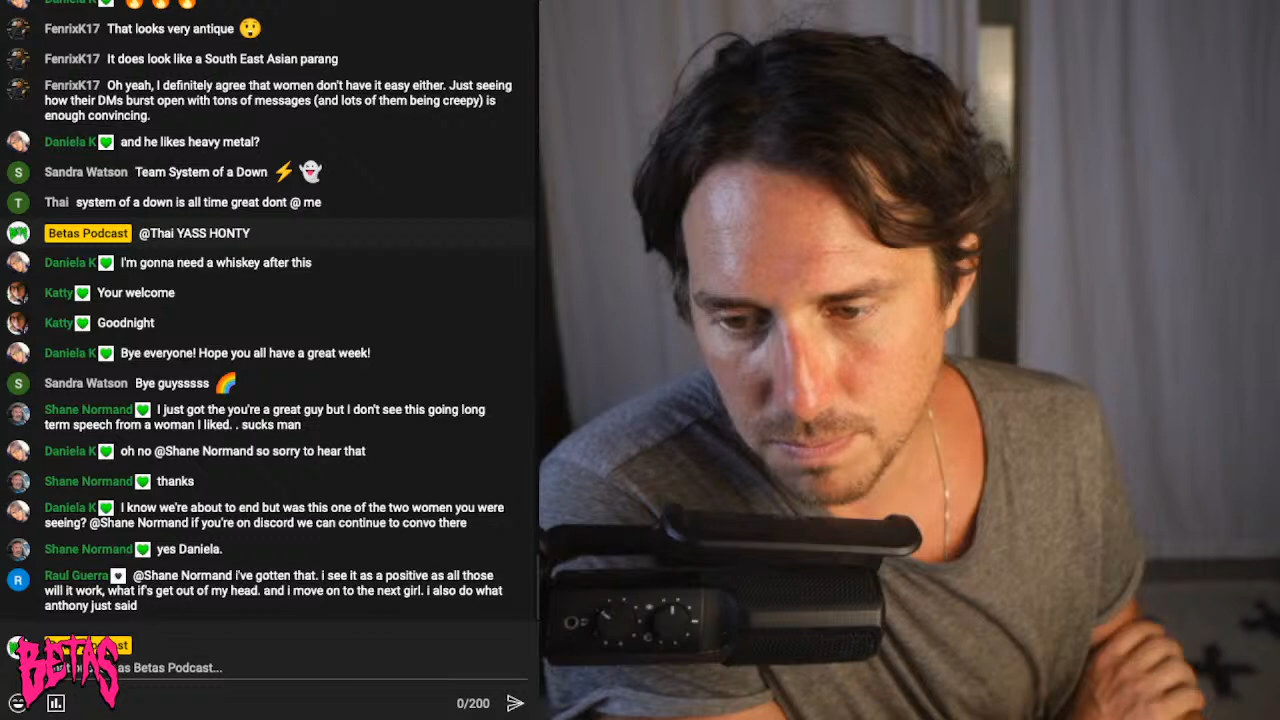 Daniela K
FenrixK17 That looks very antique
FenrixK17 It does look like a South East Asian parang
FenrixK17 Oh yeah, I definitely agree that women don't have it easy either. Just seeing
how their DMs burst open with tons of messages (and lots of them being creepy) is
enough convincing.
Daniela K and he likes heavy metal?
S Sandra Watson Team System of a Down
T Thai system of a down is all time great dont @ me
Betas Podcast @Thai YASS HONTY
Daniela K I'm gonna need a whiskey after this
Katty Your welcome
Katty Goodnight
Daniela K Bye everyone! Hope you all have a great week!
S Sandra Watson Bye guysssss
Shane Normand I just got the you're a great guy but i don't see this going long
term speech from a woman I liked. . sucks man
Daniela K oh no @Shane Normand so sorry to hear that
Shane Normand thanks
Daniela K I know we're about to end but was this one of the two women you were
seeing? @Shane Normand if you're on discord we can continue to convo there
Shane Normand yes Daniela.
R Raul Guerra @Shane Normand i've gotten that. i see it as a positive as all those
will it work, what if's get out of my head. and i move on to the next girl. i also do what
anthony just said
BETAS
as Betas Podcast...
0/200